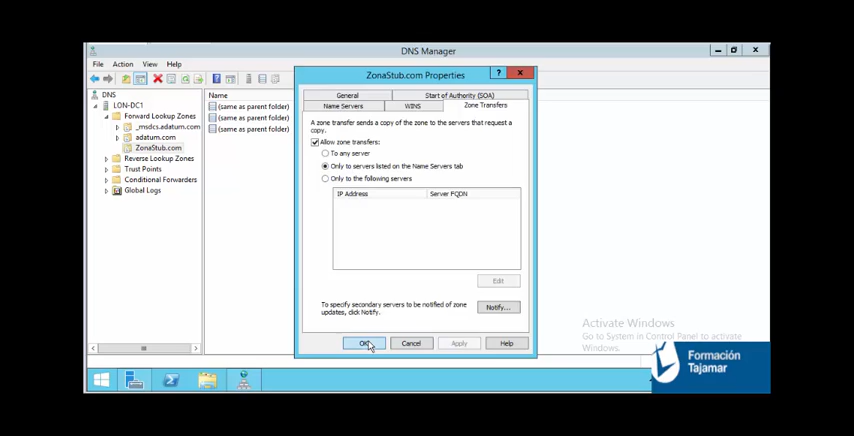 DNS Manager
File Action View Help
DNS
LON-DC1
Forward Lookup Zones
_msdcs.adatum.com
adatum.com
ZonaStub.com
Reverse Lookup Zones
Trust Points
Conditional Forwarders
Global Logs
Name
(same as parent folder)
(same as parent folder)
(same as parent folder)
ZonaStub.com Properties
?
General Start of Authority (SOA)
Name Servers WINS Zone Transfers
A zone transfer sends a copy of the zone to the servers that request a
copy.
Allow zone transfers:
To any server
Only to servers listed on the Name Servers tab
Only to the following servers
IP Address Server FQDN
Edit
To specify secondary servers to be notified of zone
updates, click Notify.
Notify...
OK Cancel Apply Help
Activate Windows
Go to System in Control Panel to activate
Windows.
Formación
Tajamar